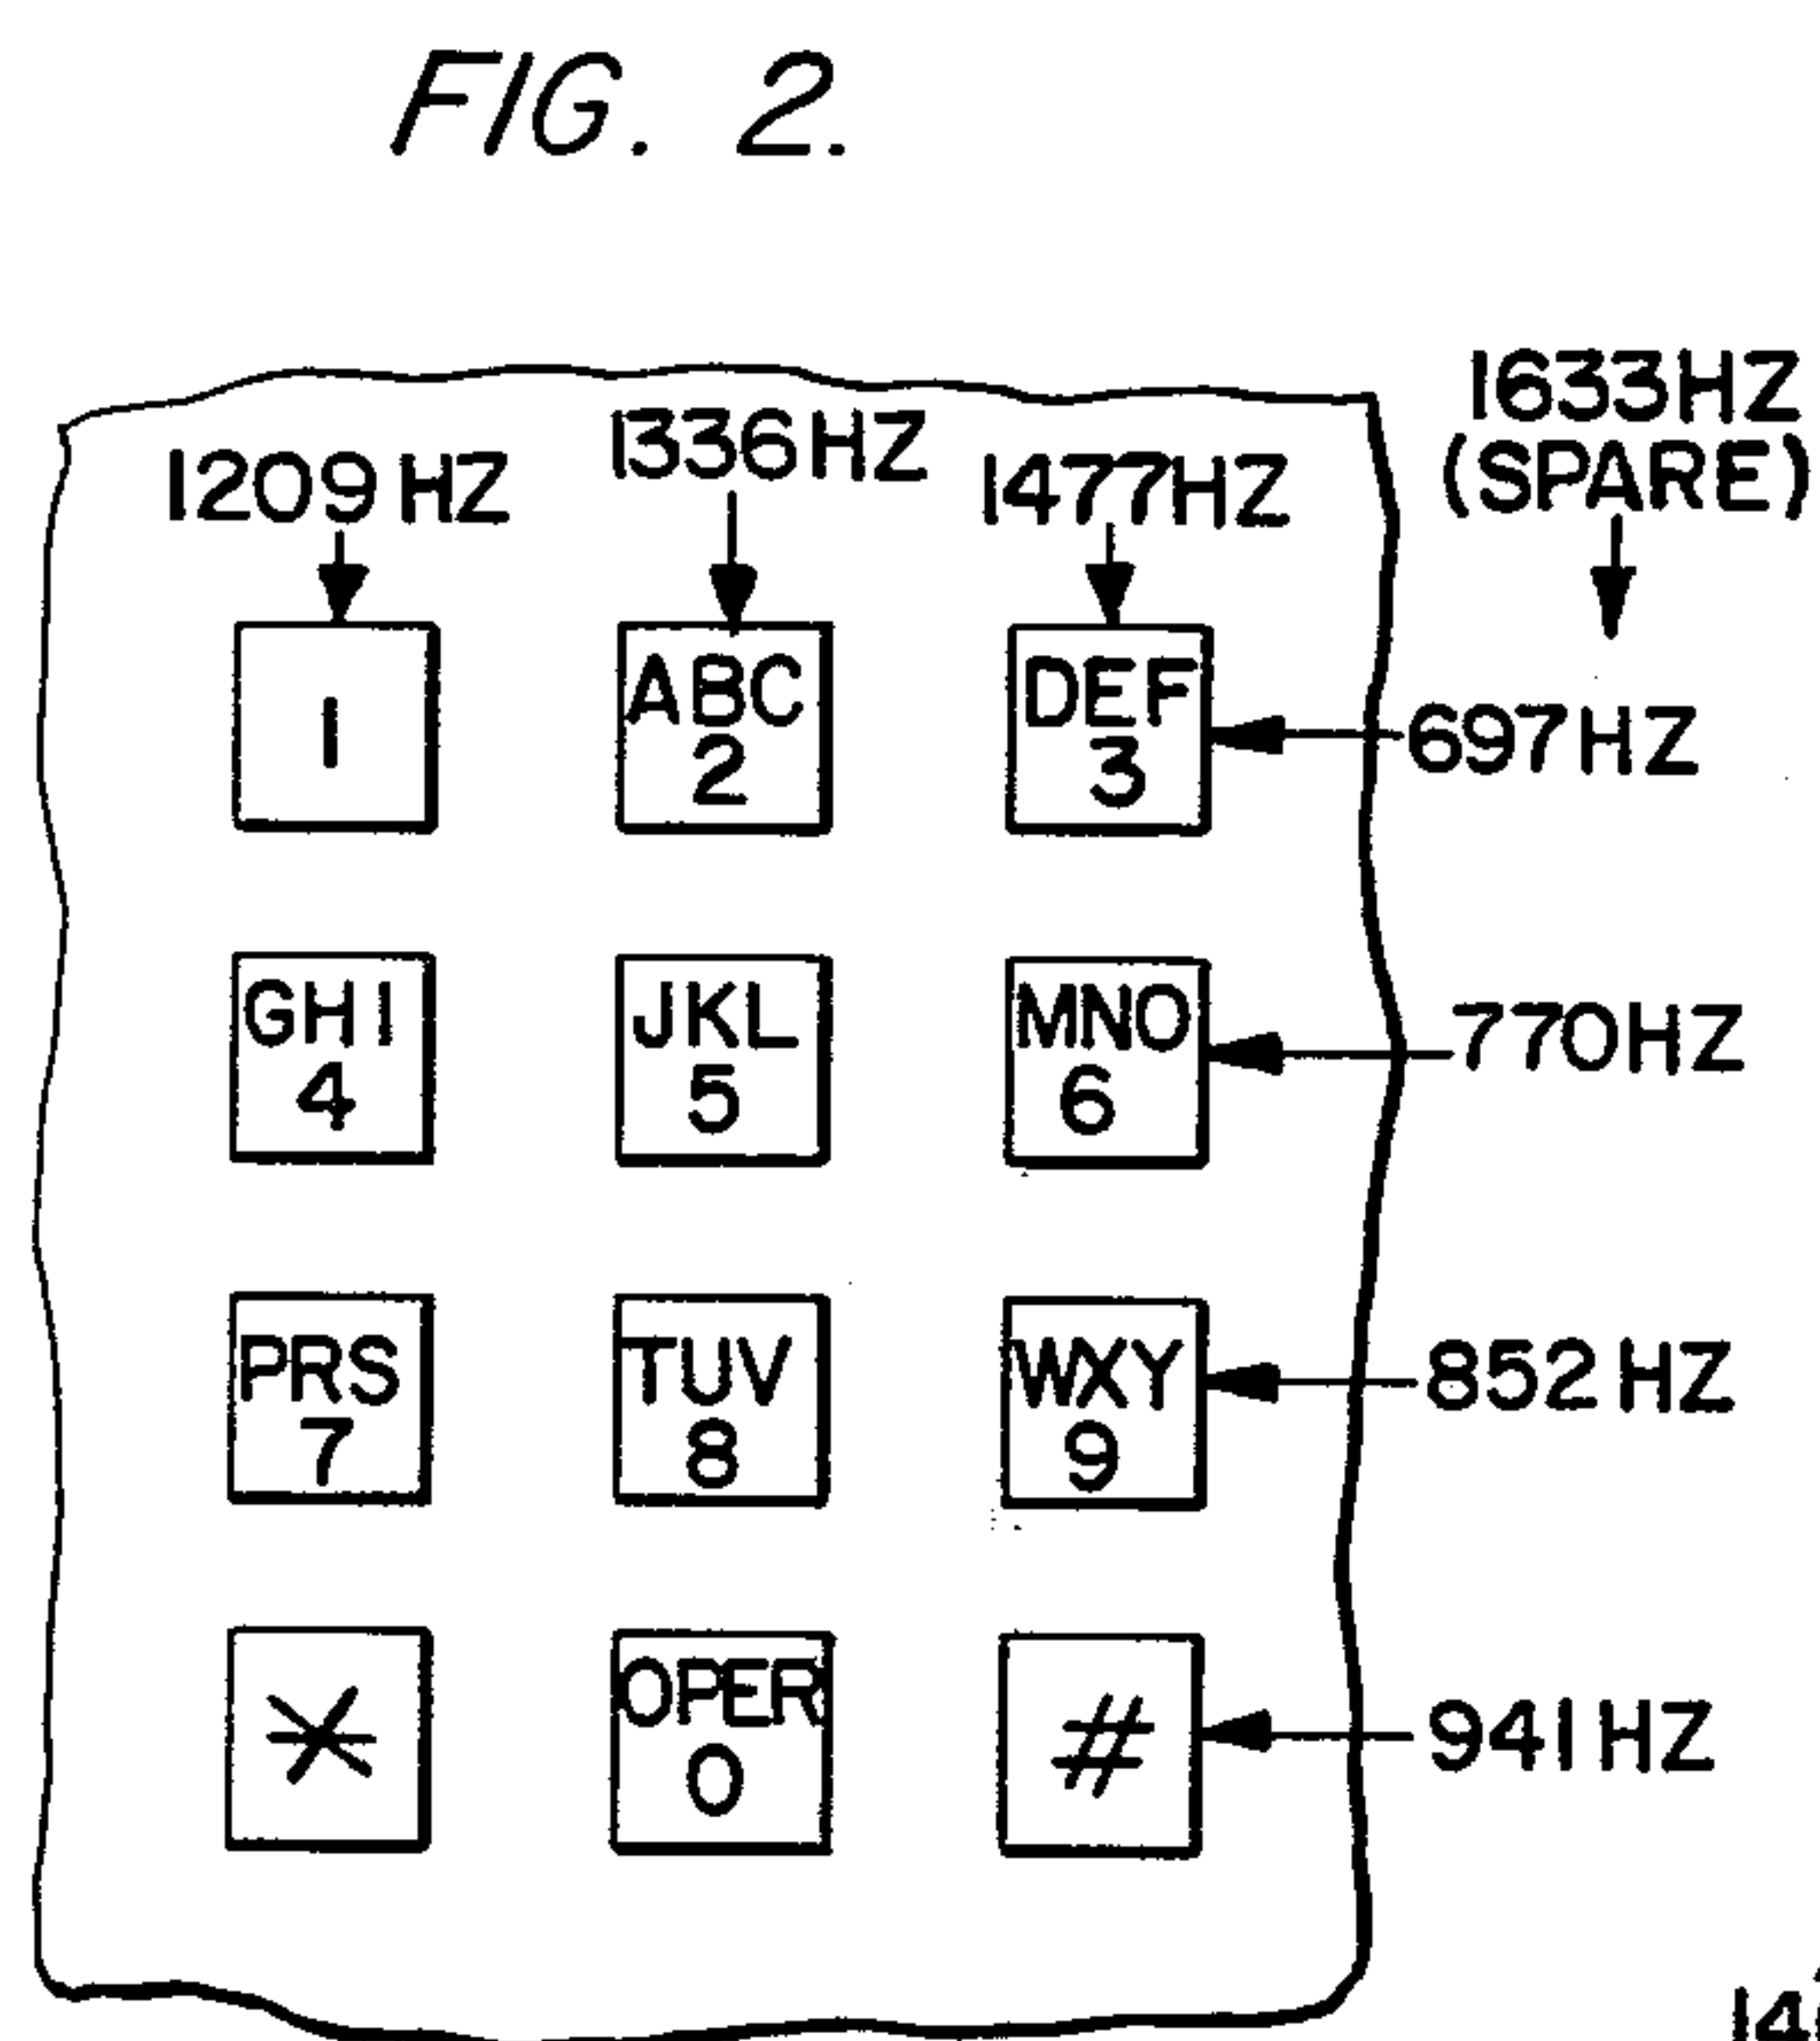 FIG. 2.
1633HZ
(SPARE)
1209HZ 1336HZ 1477HZ
1 ABC DEF
2 3 697HZ
GHI JKL MNO 770HZ
4 5 6
PRS TUV WXY 852HZ
7 8 9
* OPER # 941HZ
0